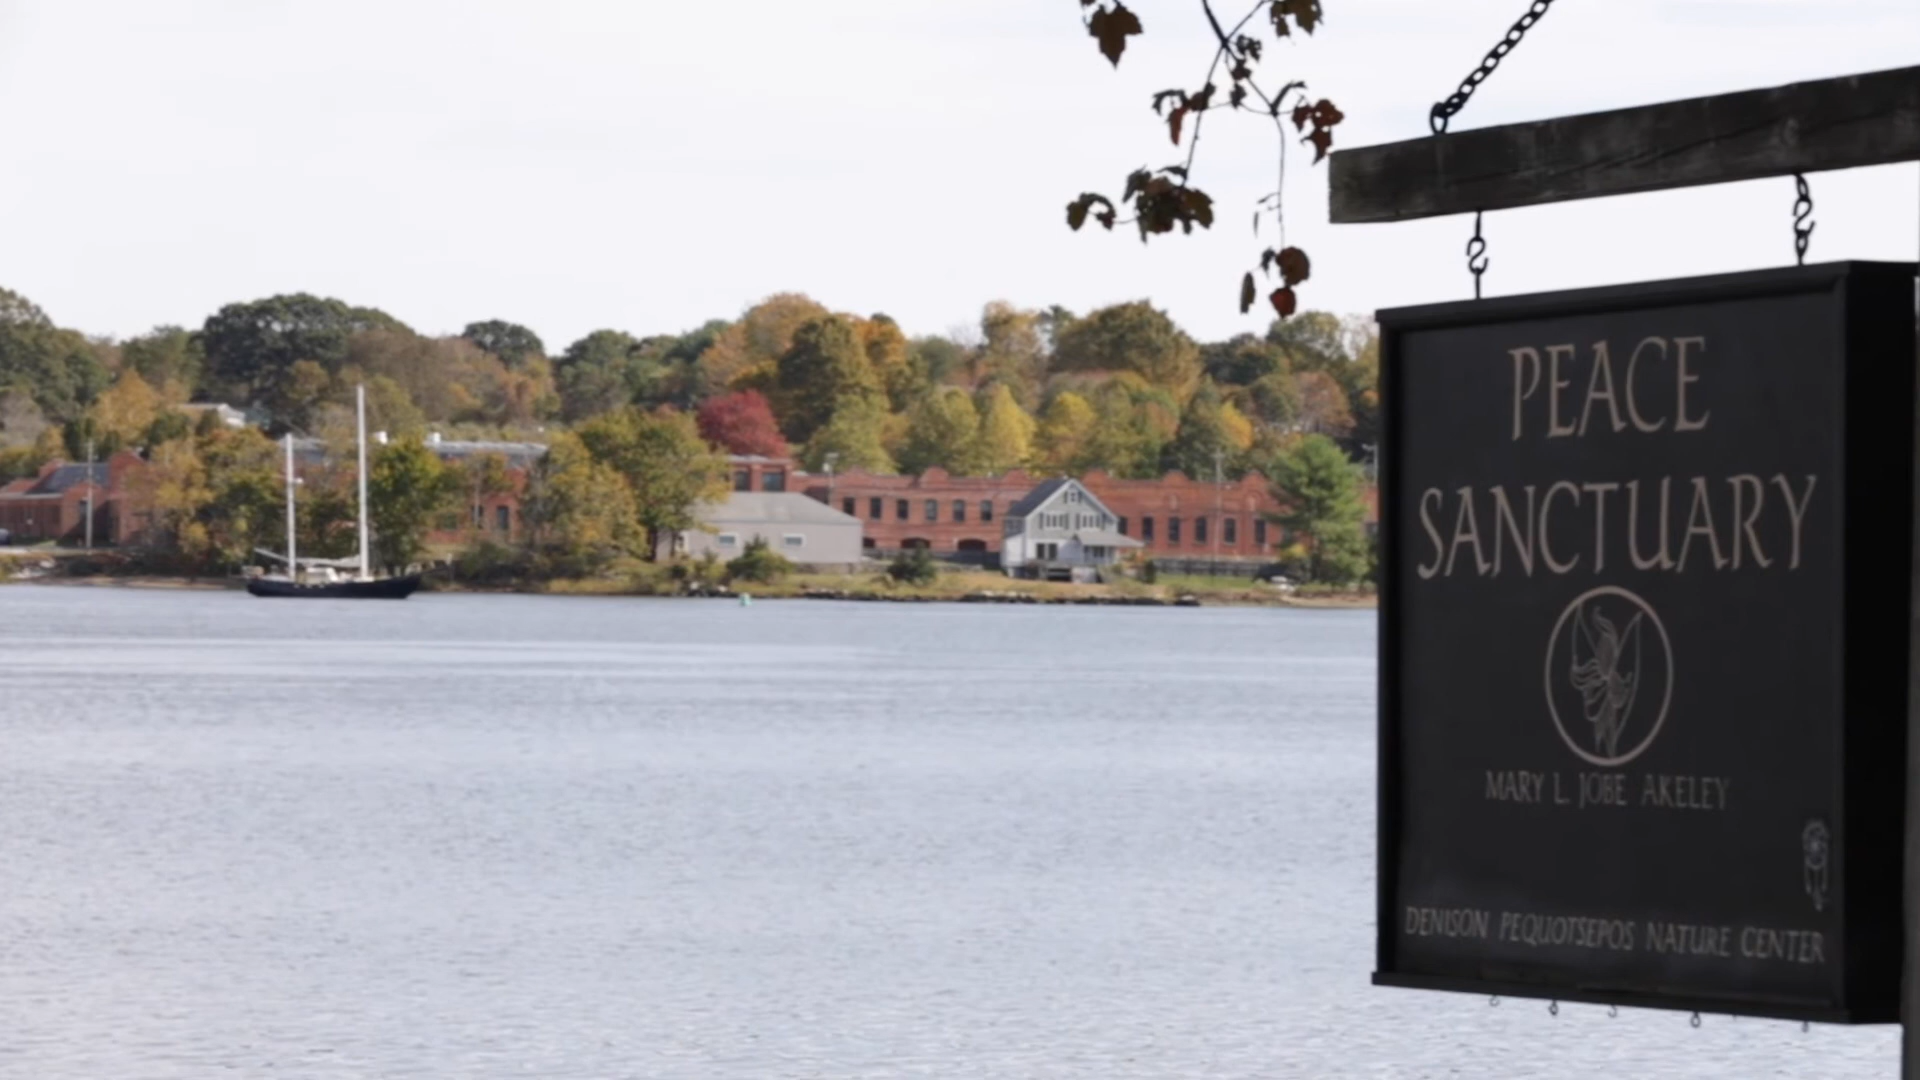 PEACE
SANCTUARY
MARY L. JOBE AKELEY
DENISON PEQUOTSEPOS NATURE CENTER